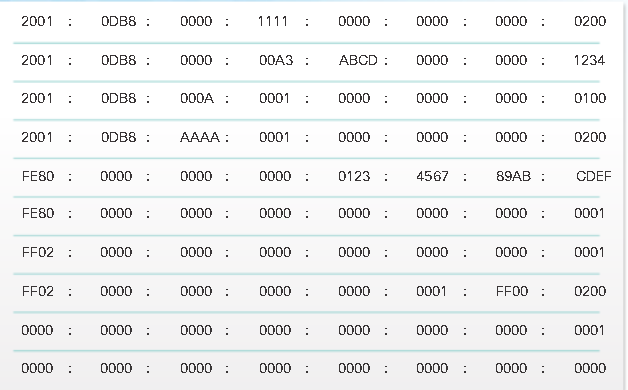 2001 : 0DB8 : 0000 : 1111 : 0000 : 0000 : 0000 : 0200
2001 : 0DB8 : 0000 : 00A3 : ABCD : 0000 : 0000 : 1234
2001 : 0DB8 : 000A : 0001 : 0000 : 0000 : 0000 : 0100
2001 : 0DB8 : AAAA : 0001 : 0000 : 0000 : 0000 : 0200
FE80 : 0000 : 0000 : 0000 : 0123 : 4567 : 89AB : CDEF
FE80 : 0000 : 0000 : 0000 : 0000 : 0000 : 0000 : 0001
FF02 : 0000 : 0000 : 0000 : 0000 : 0000 : 0000 : 0001
FF02 : 0000 : 0000 : 0000 : 0000 : 0001 : FF00 : 0200
0000 : 0000 : 0000 : 0000 : 0000 : 0000 : 0000 : 0001
0000 : 0000 : 0000 : 0000 : 0000 : 0000 : 0000 : 0000